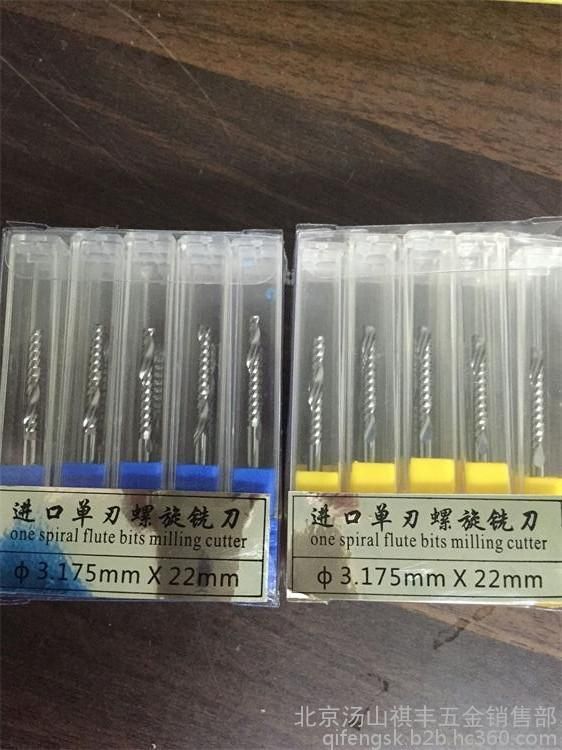 进口单刃螺旋铣刀
one spiral flute bits milling cutter
ф 3.175mm X 22mm
进口单刃螺旋铣刀
one spiral flute bits milling cutter
ф 3.175mm X 22mm
北京汤山祺丰五金销售部
qifengsk.b2b.hc360.com